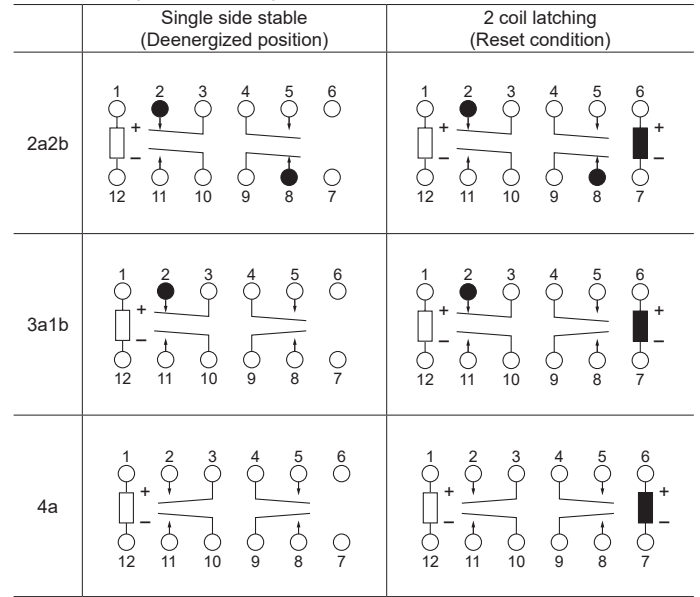 Single side stable
(Deenergized position)
2 coil latching
(Reset condition)
2a2b
1 2 3 4 5 6
+
−
12 11 10 9 8 7
1 2 3 4 5 6
+ +
− −
12 11 10 9 8 7
3a1b
1 2 3 4 5 6
+
−
12 11 10 9 8 7
1 2 3 4 5 6
+ +
− −
12 11 10 9 8 7
4a
1 2 3 4 5 6
+
−
12 11 10 9 8 7
1 2 3 4 5 6
+ +
− −
12 11 10 9 8 7